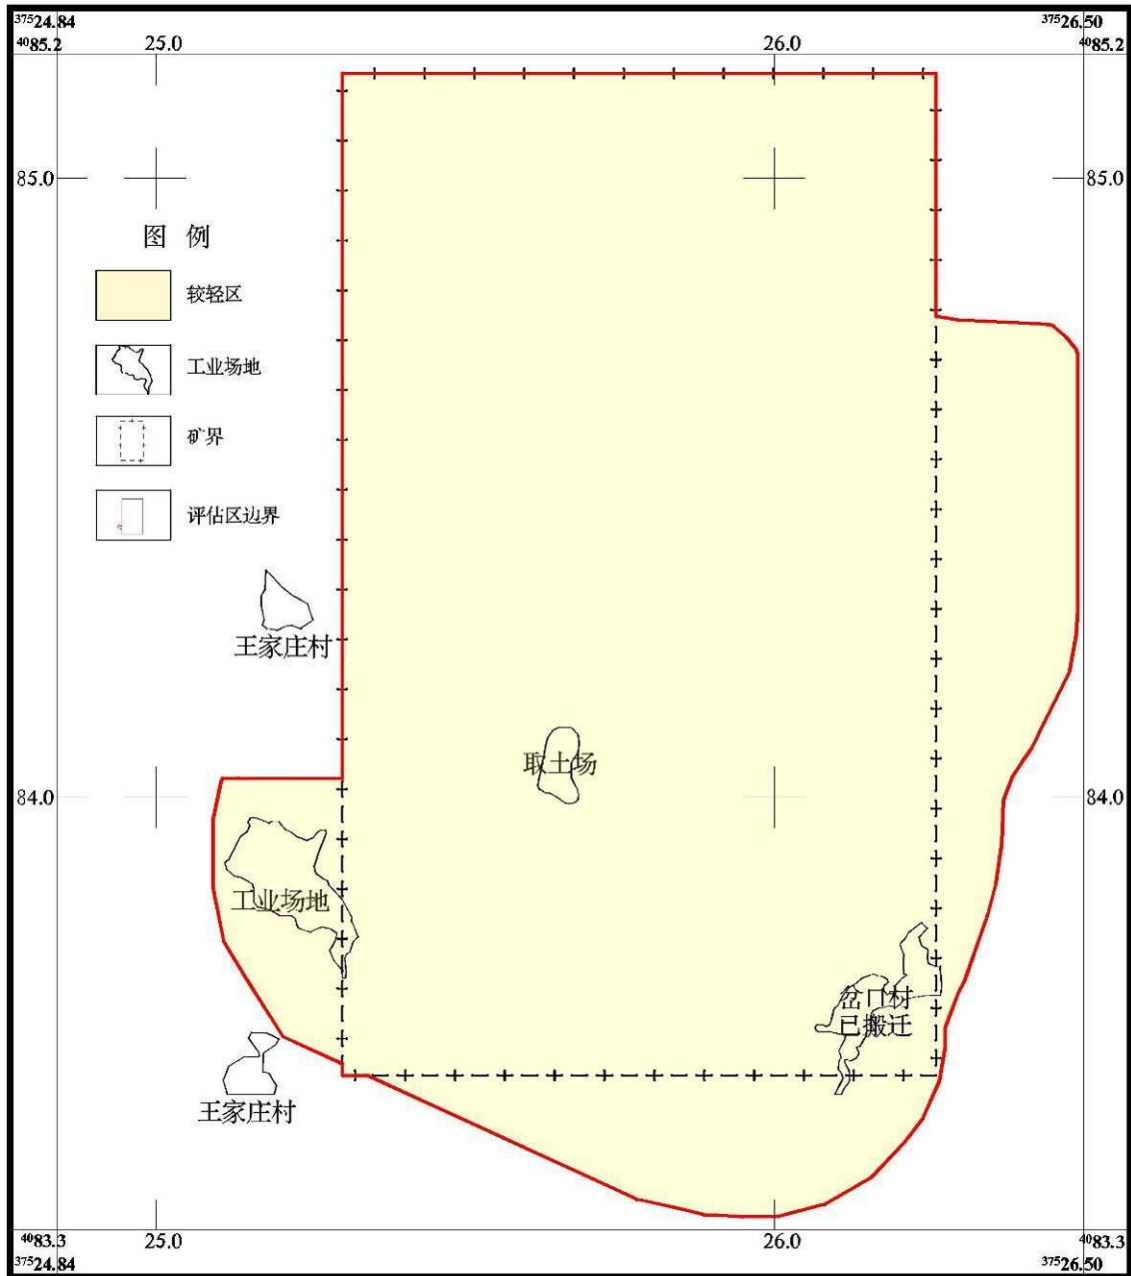 ³⁷⁵24.84
³⁷⁵26.50
⁴⁰85.2
25.0
26.0
⁴⁰85.2
85.0
85.0
图 例
较轻区
工业场地
矿界
评估区边界
王家庄村
取土场
84.0
84.0
工业场地
岔口村
已搬迁
王家庄村
⁴⁰83.3
25.0
26.0
⁴⁰83.3
³⁷⁵24.84
³⁷⁵26.50